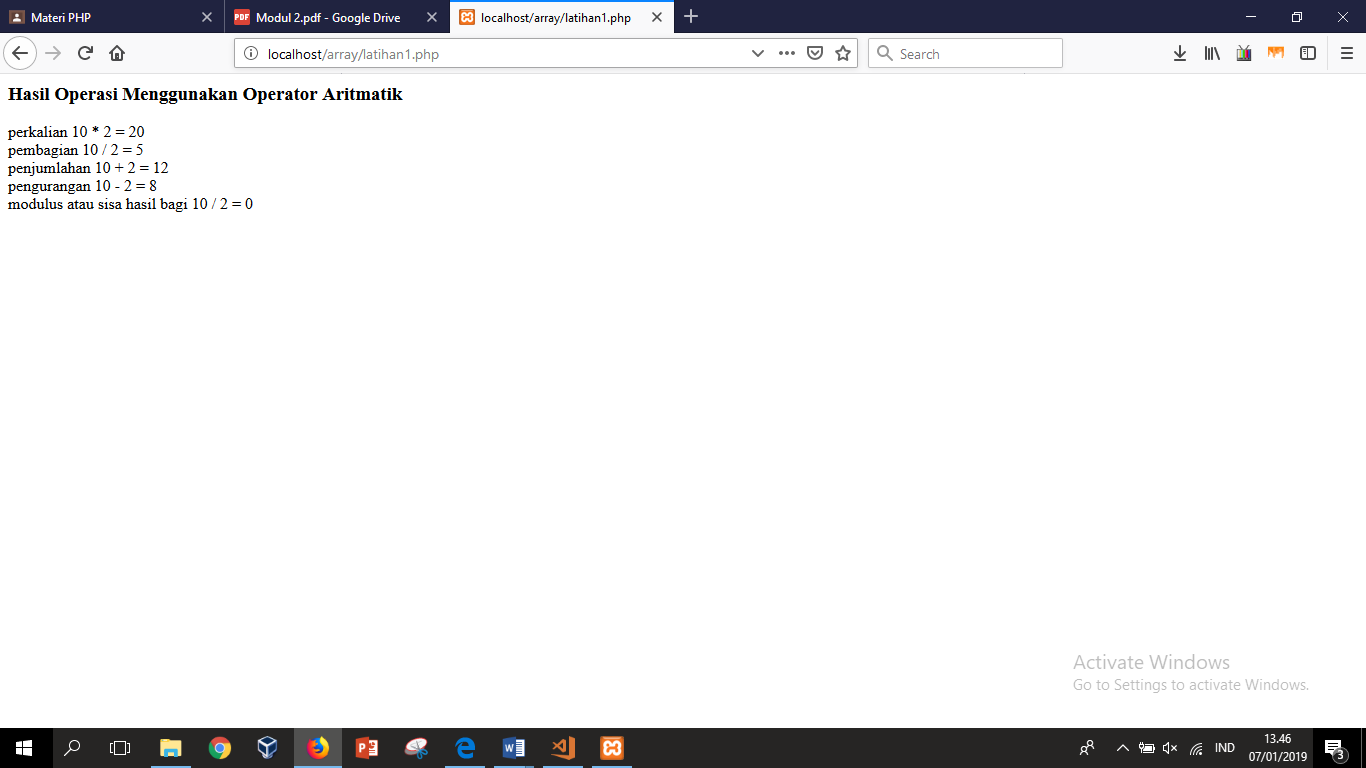 Materi PHP
PDF Modul 2.pdf - Google Drive
localhost/array/latihan1.php
localhost/array/latihan1.php
Search
Hasil Operasi Menggunakan Operator Aritmatik
perkalian 10 * 2 = 20
pembagian 10 / 2 = 5
penjumlahan 10 + 2 = 12
pengurangan 10 - 2 = 8
modulus atau sisa hasil bagi 10 / 2 = 0
Activate Windows
Go to Settings to activate Windows.
IND
13.46
07/01/2019
3